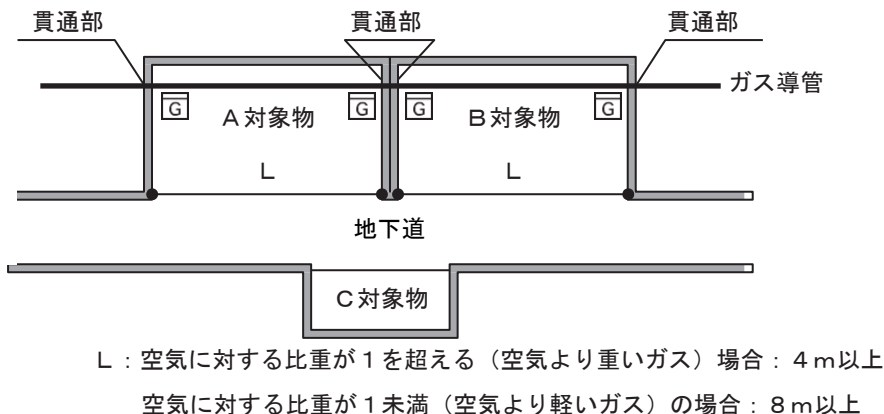 貫通部 貫通部 貫通部
ガス導管
G G G G
A対象物 B対象物
L L
地下道
C対象物
L:空気に対する比重が1を超える(空気より重いガス)場合:4m以上
空気に対する比重が1未満(空気より軽いガス)の場合:8m以上